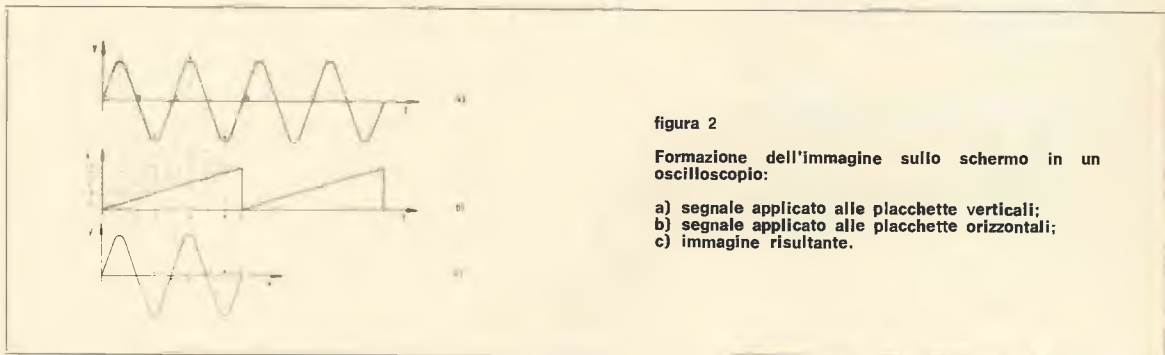 y
t
a)
b)
t
figura 2
Formazione dell'immagine sullo schermo in un
oscilloscopio:
a) segnale applicato alle placchette verticali;
b) segnale applicato alle placchette orizzontali;
c) immagine risultante.